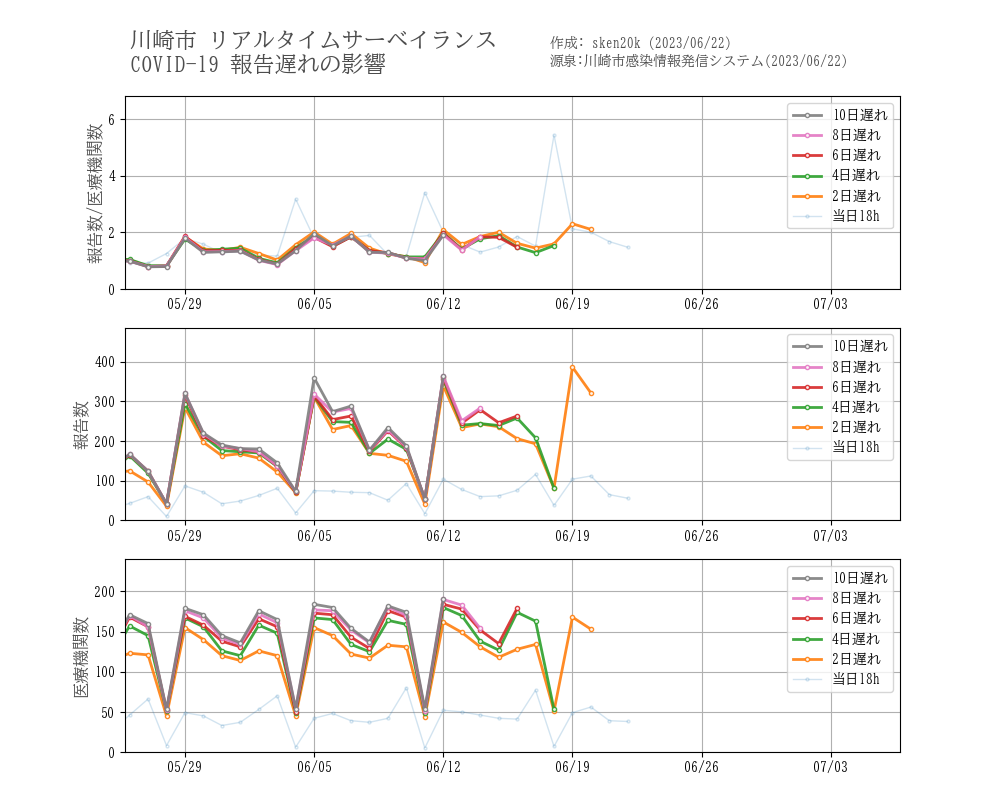 川崎市 リアルタイムサーベイランス
COVID-19 報告遅れの影響
作成: sken20k (2023/06/22)
源泉:川崎市感染情報発信システム(2023/06/22)
報告数/医療機関数
6
4
2
0
10日遅れ
8日遅れ
6日遅れ
4日遅れ
2日遅れ
当日18h
05/29
06/05
06/12
06/19
06/26
07/03
報告数
400
300
200
100
0
10日遅れ
8日遅れ
6日遅れ
4日遅れ
2日遅れ
当日18h
05/29
06/05
06/12
06/19
06/26
07/03
医療機関数
200
150
100
50
0
10日遅れ
8日遅れ
6日遅れ
4日遅れ
2日遅れ
当日18h
05/29
06/05
06/12
06/19
06/26
07/03